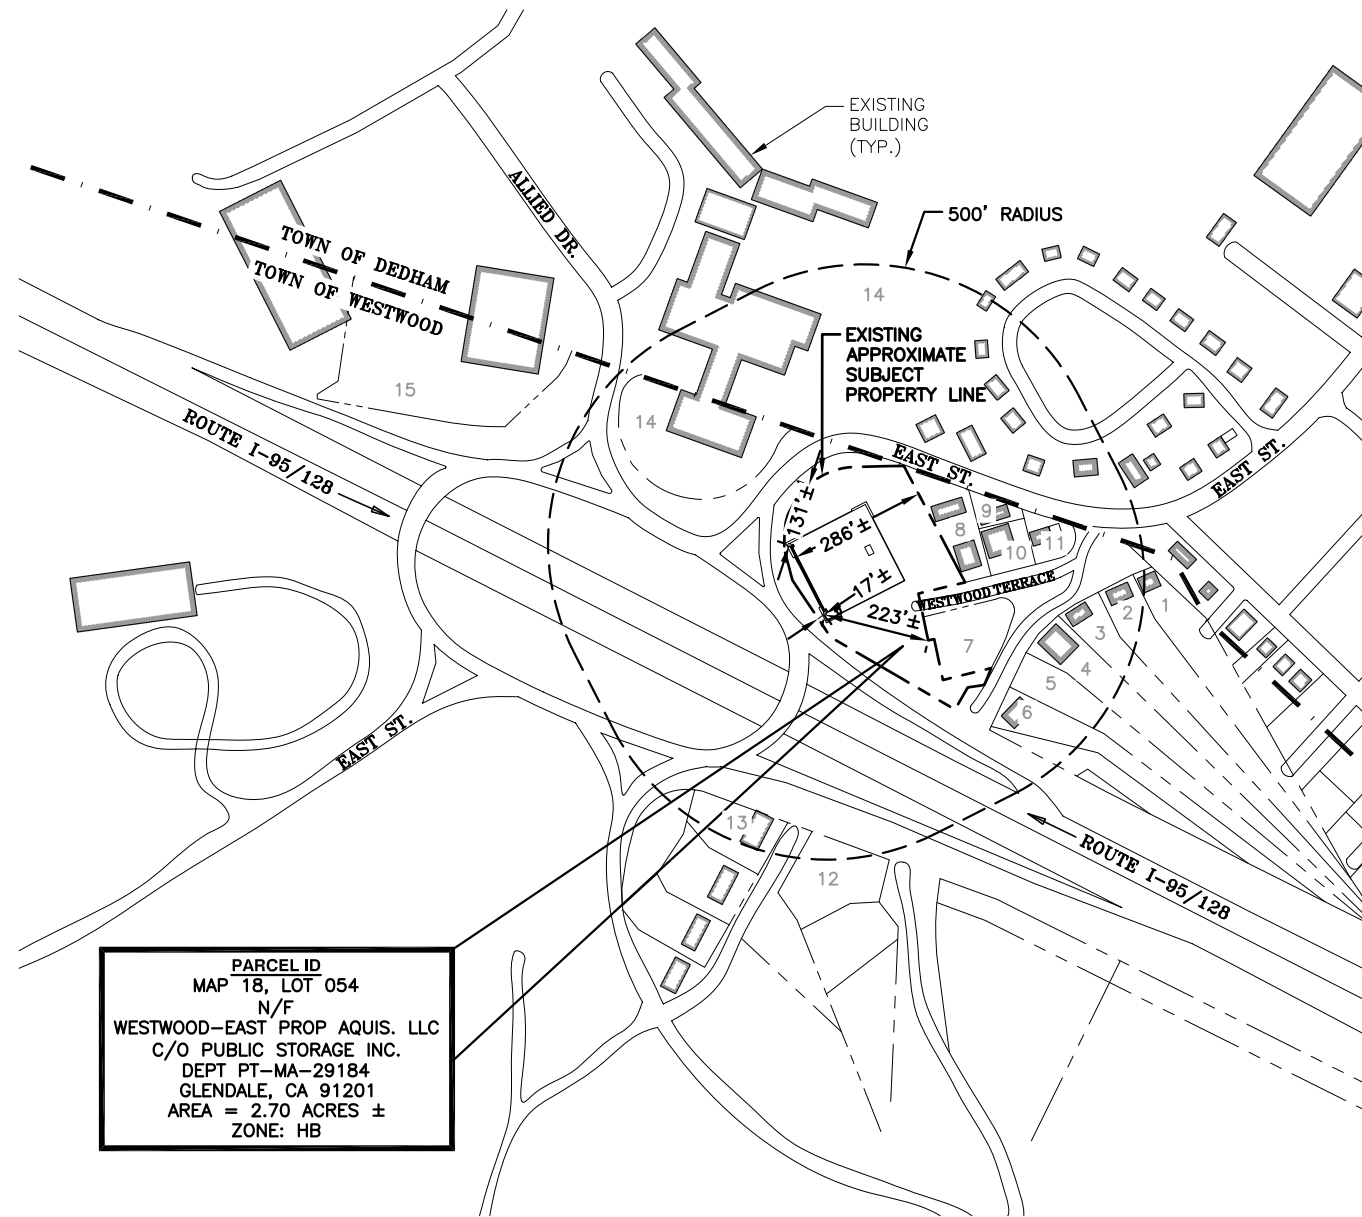 EXISTING
BUILDING
(TYP.)
ALLIED DR.
500' RADIUS
TOWN OF DEDHAM
TOWN OF WESTWOOD
14
EXISTING
APPROXIMATE
SUBJECT
PROPERTY LINE
15
14
ROUTE I-95/128
EAST ST.
EAST ST.
131'±
286'±
17'±
223'±
8
9
10
11
WESTWOOD TERRACE
7
1
2
3
4
5
6
EAST ST.
13
12
ROUTE I-95/128
PARCEL ID
MAP 18, LOT 054
N/F
WESTWOOD-EAST PROP AQUIS. LLC
C/O PUBLIC STORAGE INC.
DEPT PT-MA-29184
GLENDALE, CA 91201
AREA = 2.70 ACRES ±
ZONE: HB